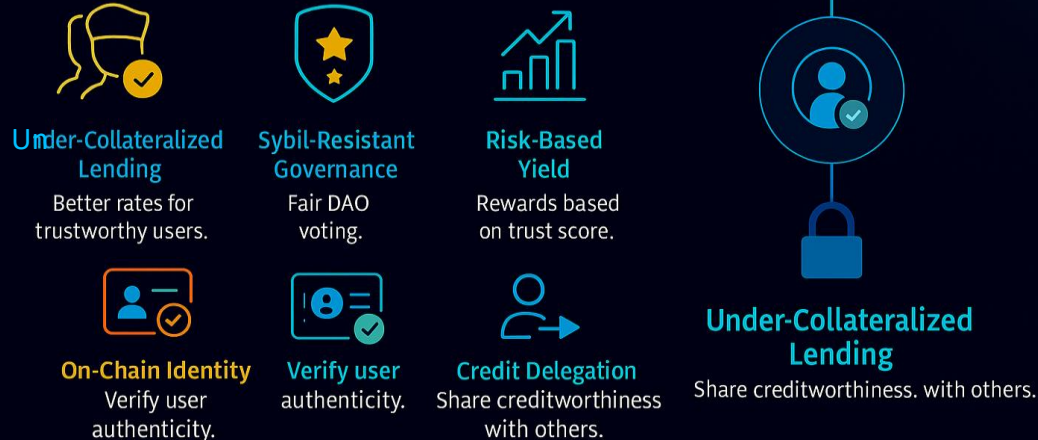 Under-Collateralized
Lending
Better rates for
trustworthy users.
Sybil-Resistant
Governance
Fair DAO
voting.
Risk-Based
Yield
Rewards based
on trust score.
On-Chain Identity
Verify user
authenticity.
Verify user
authenticity.
Credit Delegation
Share creditworthiness
with others.
Under-Collateralized
Lending
Share creditworthiness. with others.